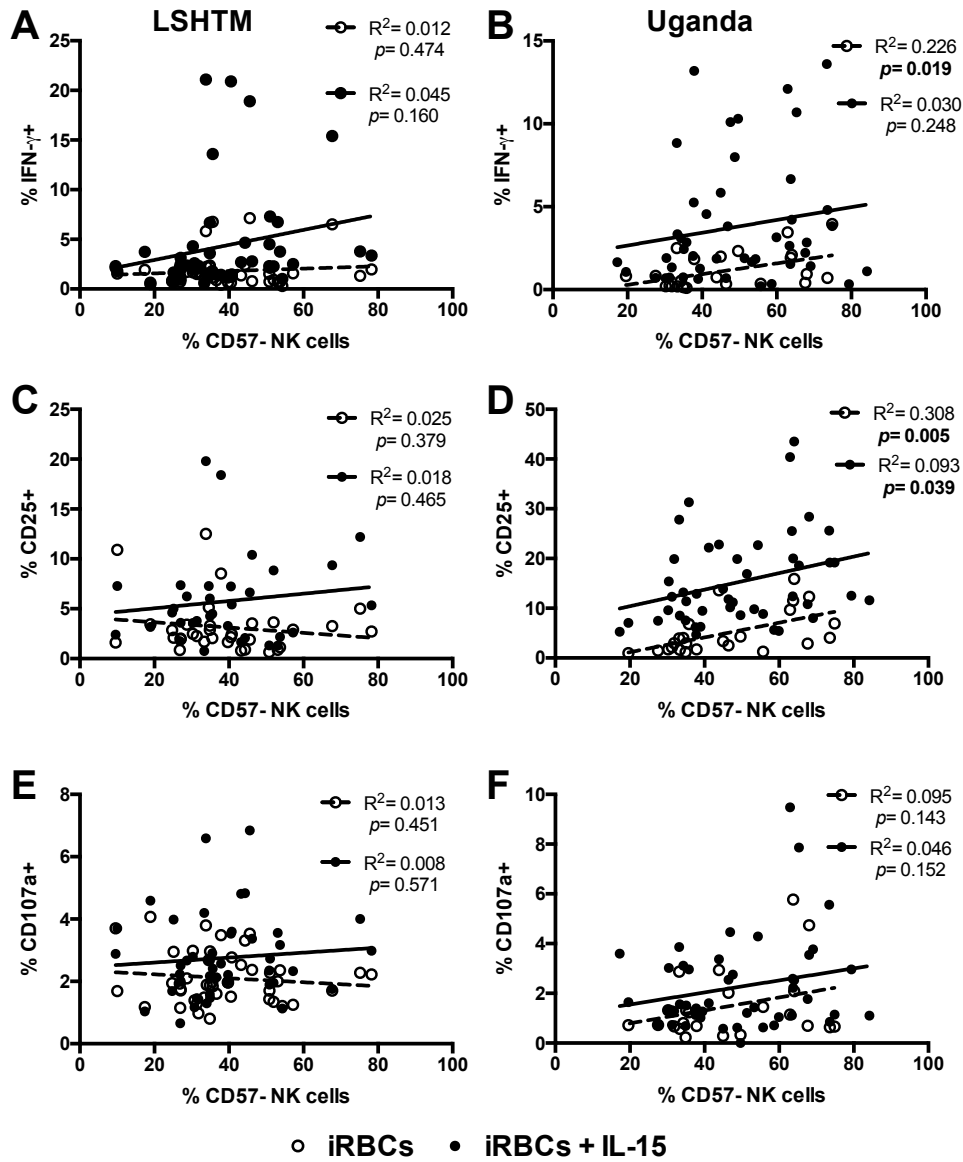 LSHTM
Uganda
A
25
20
15
10
5
0
% IFN-γ+
0 20 40 60 80 100
% CD57- NK cells
R²= 0.012
p= 0.474
R²= 0.045
p= 0.160
B
15
10
5
0
% IFN-γ+
0 20 40 60 80 100
% CD57- NK cells
R²= 0.226
p= 0.019
R²= 0.030
p= 0.248
C
25
20
15
10
5
0
% CD25+
0 20 40 60 80 100
% CD57- NK cells
R²= 0.025
p= 0.379
R²= 0.018
p= 0.465
D
50
40
30
20
10
0
% CD25+
0 20 40 60 80 100
% CD57- NK cells
R²= 0.308
p= 0.005
R²= 0.093
p= 0.039
E
8
6
4
2
0
% CD107a+
0 20 40 60 80 100
% CD57- NK cells
R²= 0.013
p= 0.451
R²= 0.008
p= 0.571
F
10
8
6
4
2
0
% CD107a+
0 20 40 60 80 100
% CD57- NK cells
R²= 0.095
p= 0.143
R²= 0.046
p= 0.152
iRBCs iRBCs + IL-15